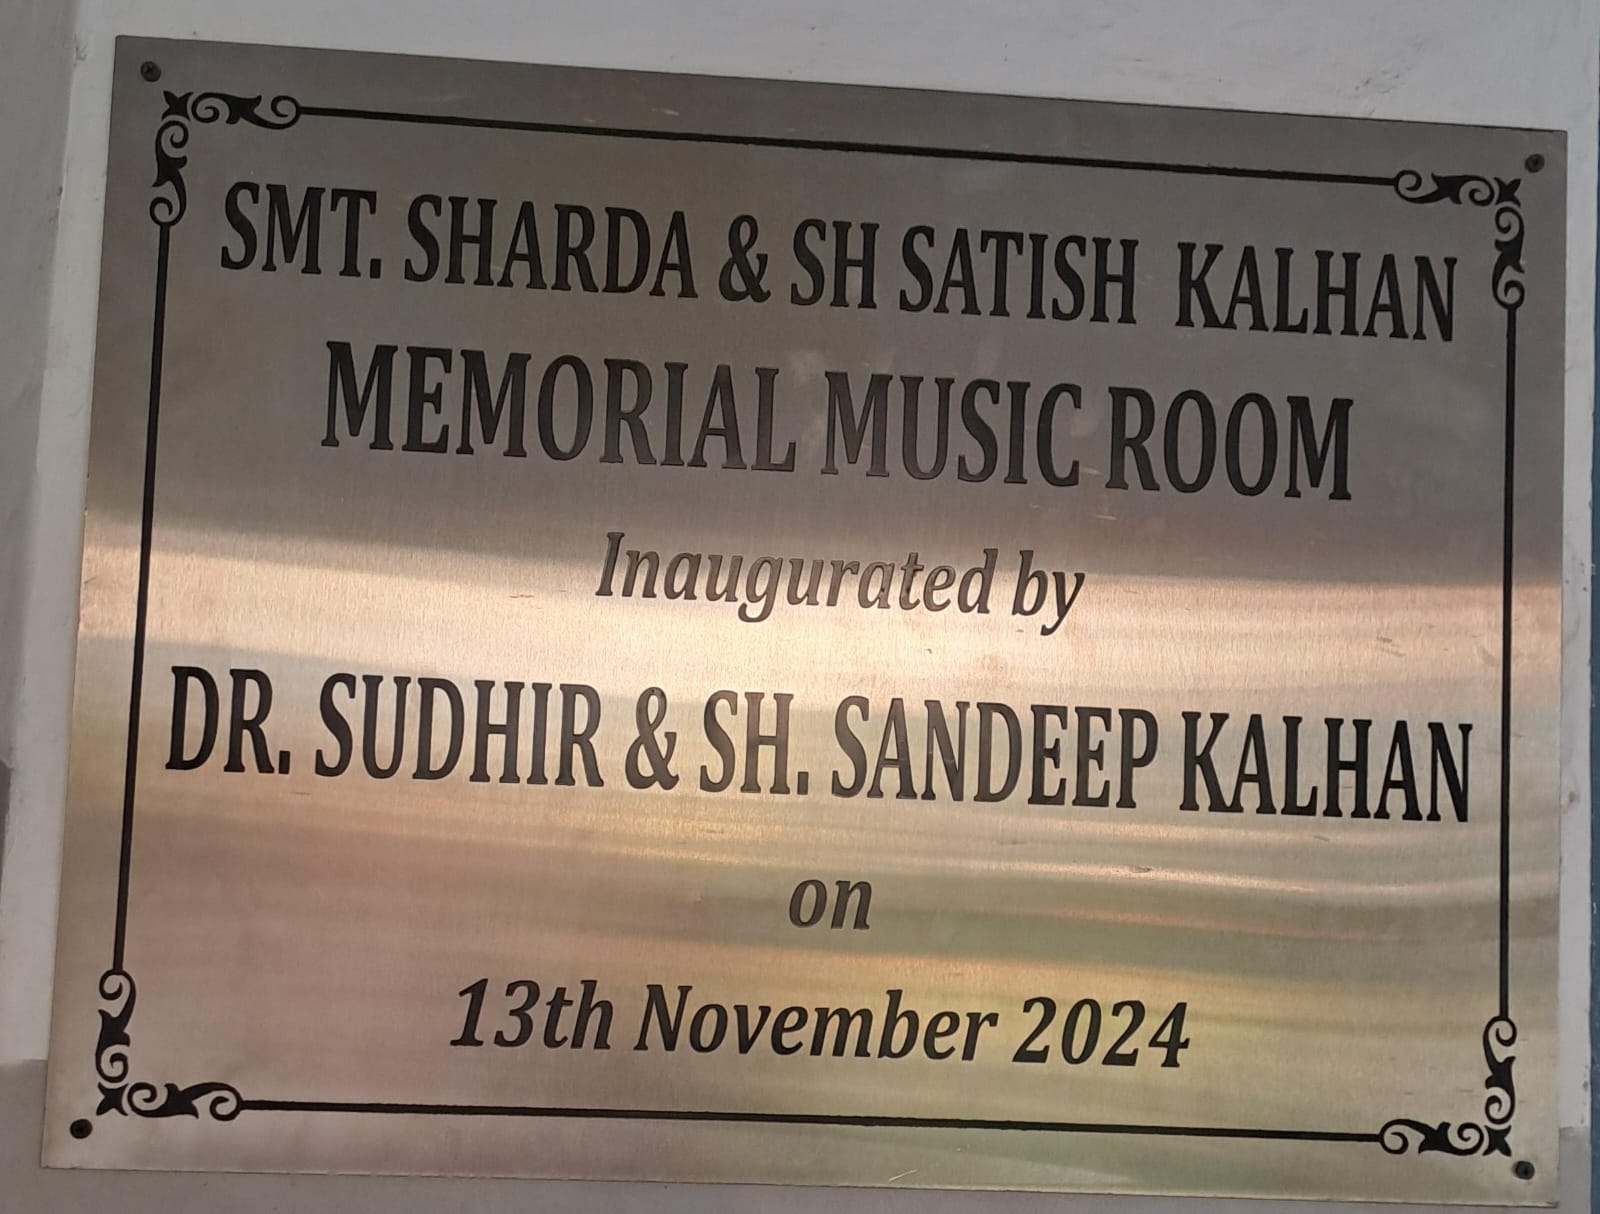 SMT. SHARDA & SH SATISH KALHAN
MEMORIAL MUSIC ROOM
Inaugurated by
DR. SUDHIR & SH. SANDEEP KALHAN
on
13th November 2024